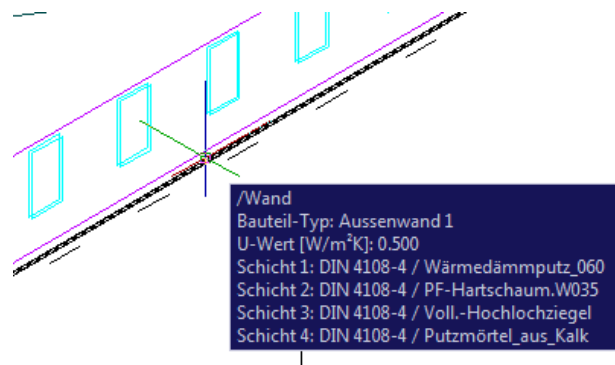 /Wand
Bauteil-Typ: Aussenwand 1
U-Wert [W/m²K]: 0.500
Schicht 1: DIN 4108-4 / Wärmedämmputz_060
Schicht 2: DIN 4108-4 / PF-Hartschaum.W035
Schicht 3: DIN 4108-4 / Voll.-Hochlochziegel
Schicht 4: DIN 4108-4 / Putzmörtel_aus_Kalk